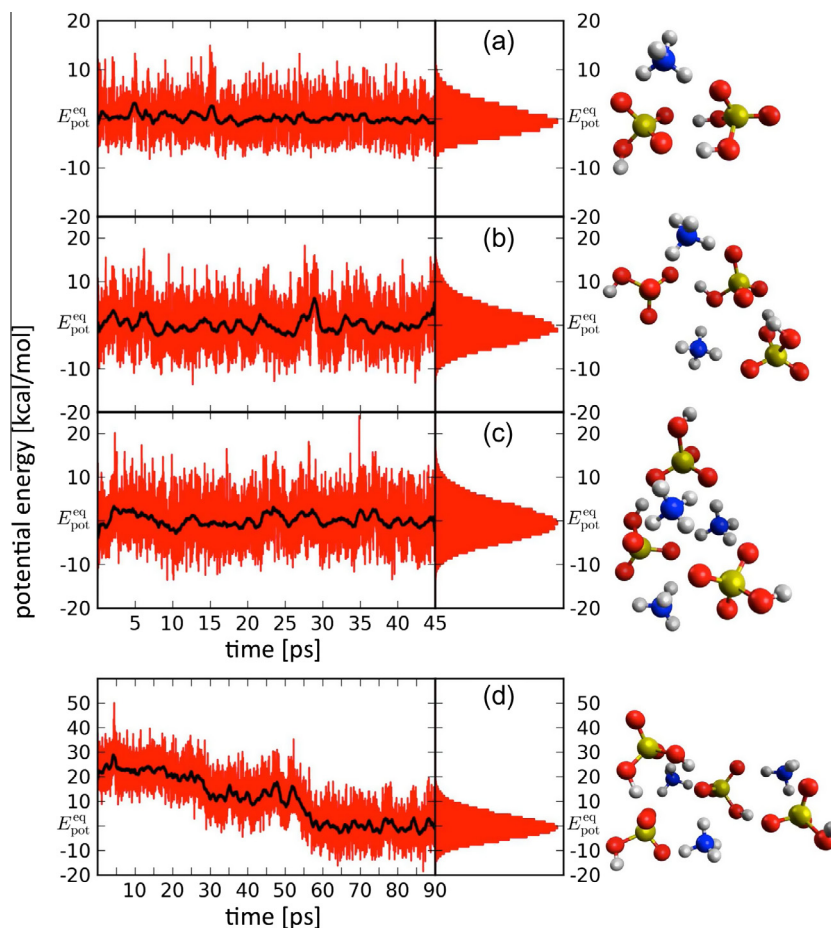 potential energy [kcal/mol]
20 (a) 20
10 10
E_pot^eq E_pot^eq
-10 -10
20 -20 20
(b)
10 10
E_pot^eq E_pot^eq
-10 -10
20 -20 20
(c)
10 10
E_pot^eq E_pot^eq
-10 -10
-20 -20
5 10 15 20 25 30 35 40 45
time [ps]
50 (d) 50
40 40
30 30
20 20
10 10
E_pot^eq E_pot^eq
-10 -10
-20 -20
10 20 30 40 50 60 70 80 90
time [ps]